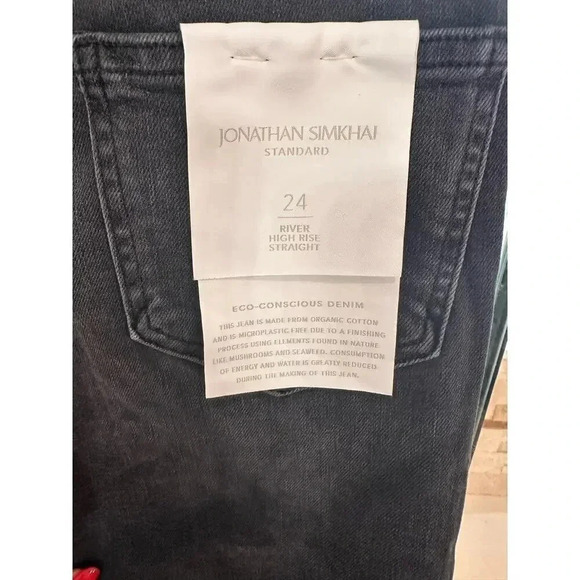 JONATHAN SIMKHAI
STANDARD
24
RIVER
HIGH RISE
STRAIGHT
ECO-CONSCIOUS DENIM
THIS JEAN IS MADE FROM ORGANIC COTTON
AND IS MICROPLASTIC FREE DUE TO A FINISHING
PROCESS USING ELEMENTS FOUND IN NATURE
LIKE MUSHROOMS AND SEAWEED. CONSUMPTION
OF ENERGY AND WATER IS GREATLY REDUCED
DURING THE MAKING OF THIS JEAN.